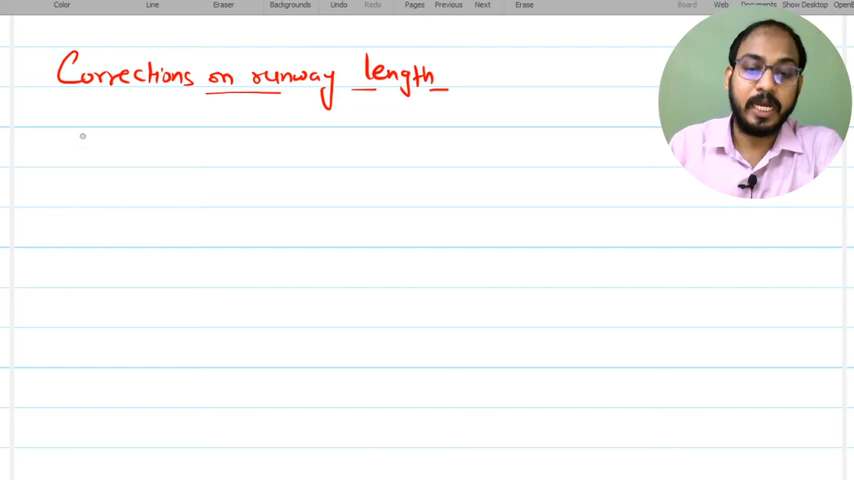 Color Line Eraser Backgrounds Undo Redo Pages Previous Next Erase Board Web Documents Show Desktop
Corrections on runway length